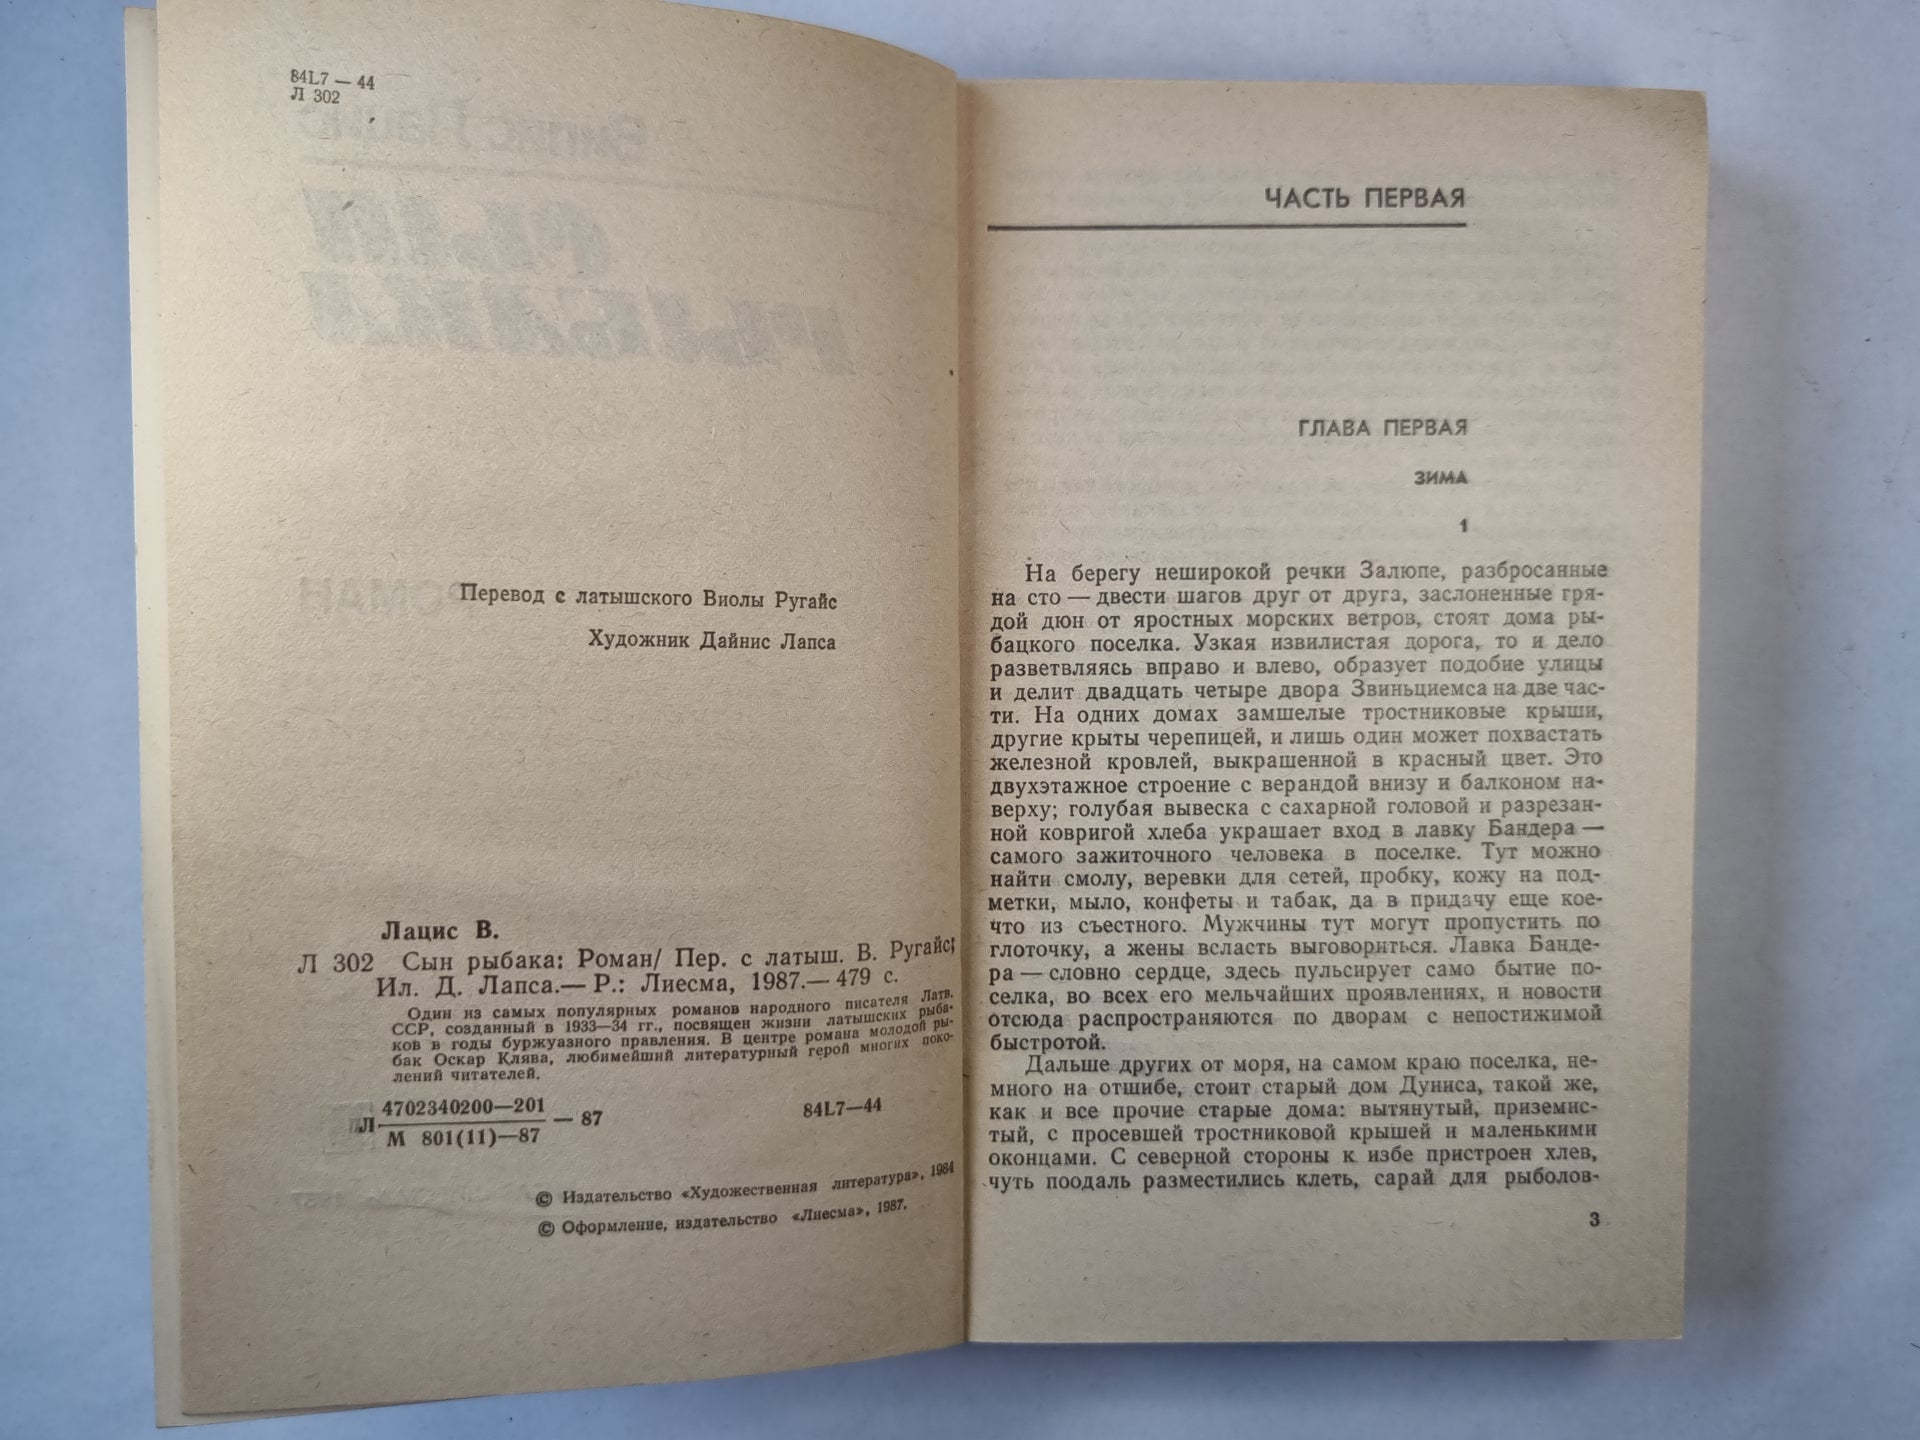 84L7 — 44
Л 302
Перевод с латышского Виолы Ругайс
Художник Дайнис Лапса
Лацис В.
Л 302 Сын рыбака: Роман/ Пер. с латыш. В. Ругайс;
Ил. Д. Лапса.— Р.: Лиесма, 1987.— 479 с.
Один из самых популярных романов народного писателя Латв.
ССР, созданный в 1933—34 гг., посвящен жизни латышских рыба-
ков в годы буржуазного правления. В центре романа молодой ры-
бак Оскар Клява, любимейший литературный герой многих поко-
лений читателей.
Л 4702340200—201 — 87
М 801(11)—87
84L7—44
© Издательство «Художественная литература», 1984
© Оформление, издательство «Лиесма», 1987.
ЧАСТЬ ПЕРВАЯ
ГЛАВА ПЕРВАЯ
ЗИМА
1
На берегу неширокой речки Залюпе, разбросанные
на сто — двести шагов друг от друга, заслоненные гря-
дой дюн от яростных морских ветров, стоят дома ры-
бацкого поселка. Узкая извилистая дорога, то и дело
разветвляясь вправо и влево, образует подобие улицы
и делит двадцать четыре двора Звиньциемса на две час-
ти. На одних домах замшелые тростниковые крыши,
другие крыты черепицей, и лишь один может похвастать
железной кровлей, выкрашенной в красный цвет. Это
двухэтажное строение с верандой внизу и балконом на-
верху; голубая вывеска с сахарной головой и разрезан-
ной ковригой хлеба украшает вход в лавку Бандера —
самого зажиточного человека в поселке. Тут можно
найти смолу, веревки для сетей, пробку, кожу на под-
метки, мыло, конфеты и табак, да в придачу еще кое-
что из съестного. Мужчины тут могут пропустить по
глоточку, а жены всласть выговориться. Лавка Банде-
ра — словно сердце, здесь пульсирует само бытие по-
селка, во всех его мельчайших проявлениях, и новости
отсюда распространяются по дворам с непостижимой
быстротой.
Дальше других от моря, на самом краю поселка, не-
много на отшибе, стоит старый дом Дуниса, такой же,
как и все прочие старые дома: вытянутый, приземис-
тый, с просевшей тростниковой крышей и маленькими
оконцами. С северной стороны к избе пристроен хлев,
чуть поодаль разместились клеть, сарай для рыболов-
3